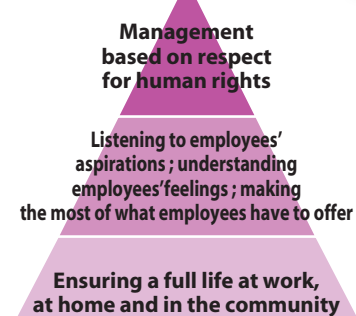 Management
based on respect
for human rights
Listening to employees'
aspirations ; understanding
employees'feelings ; making
the most of what employees have to offer
Ensuring a full life at work,
at home and in the community